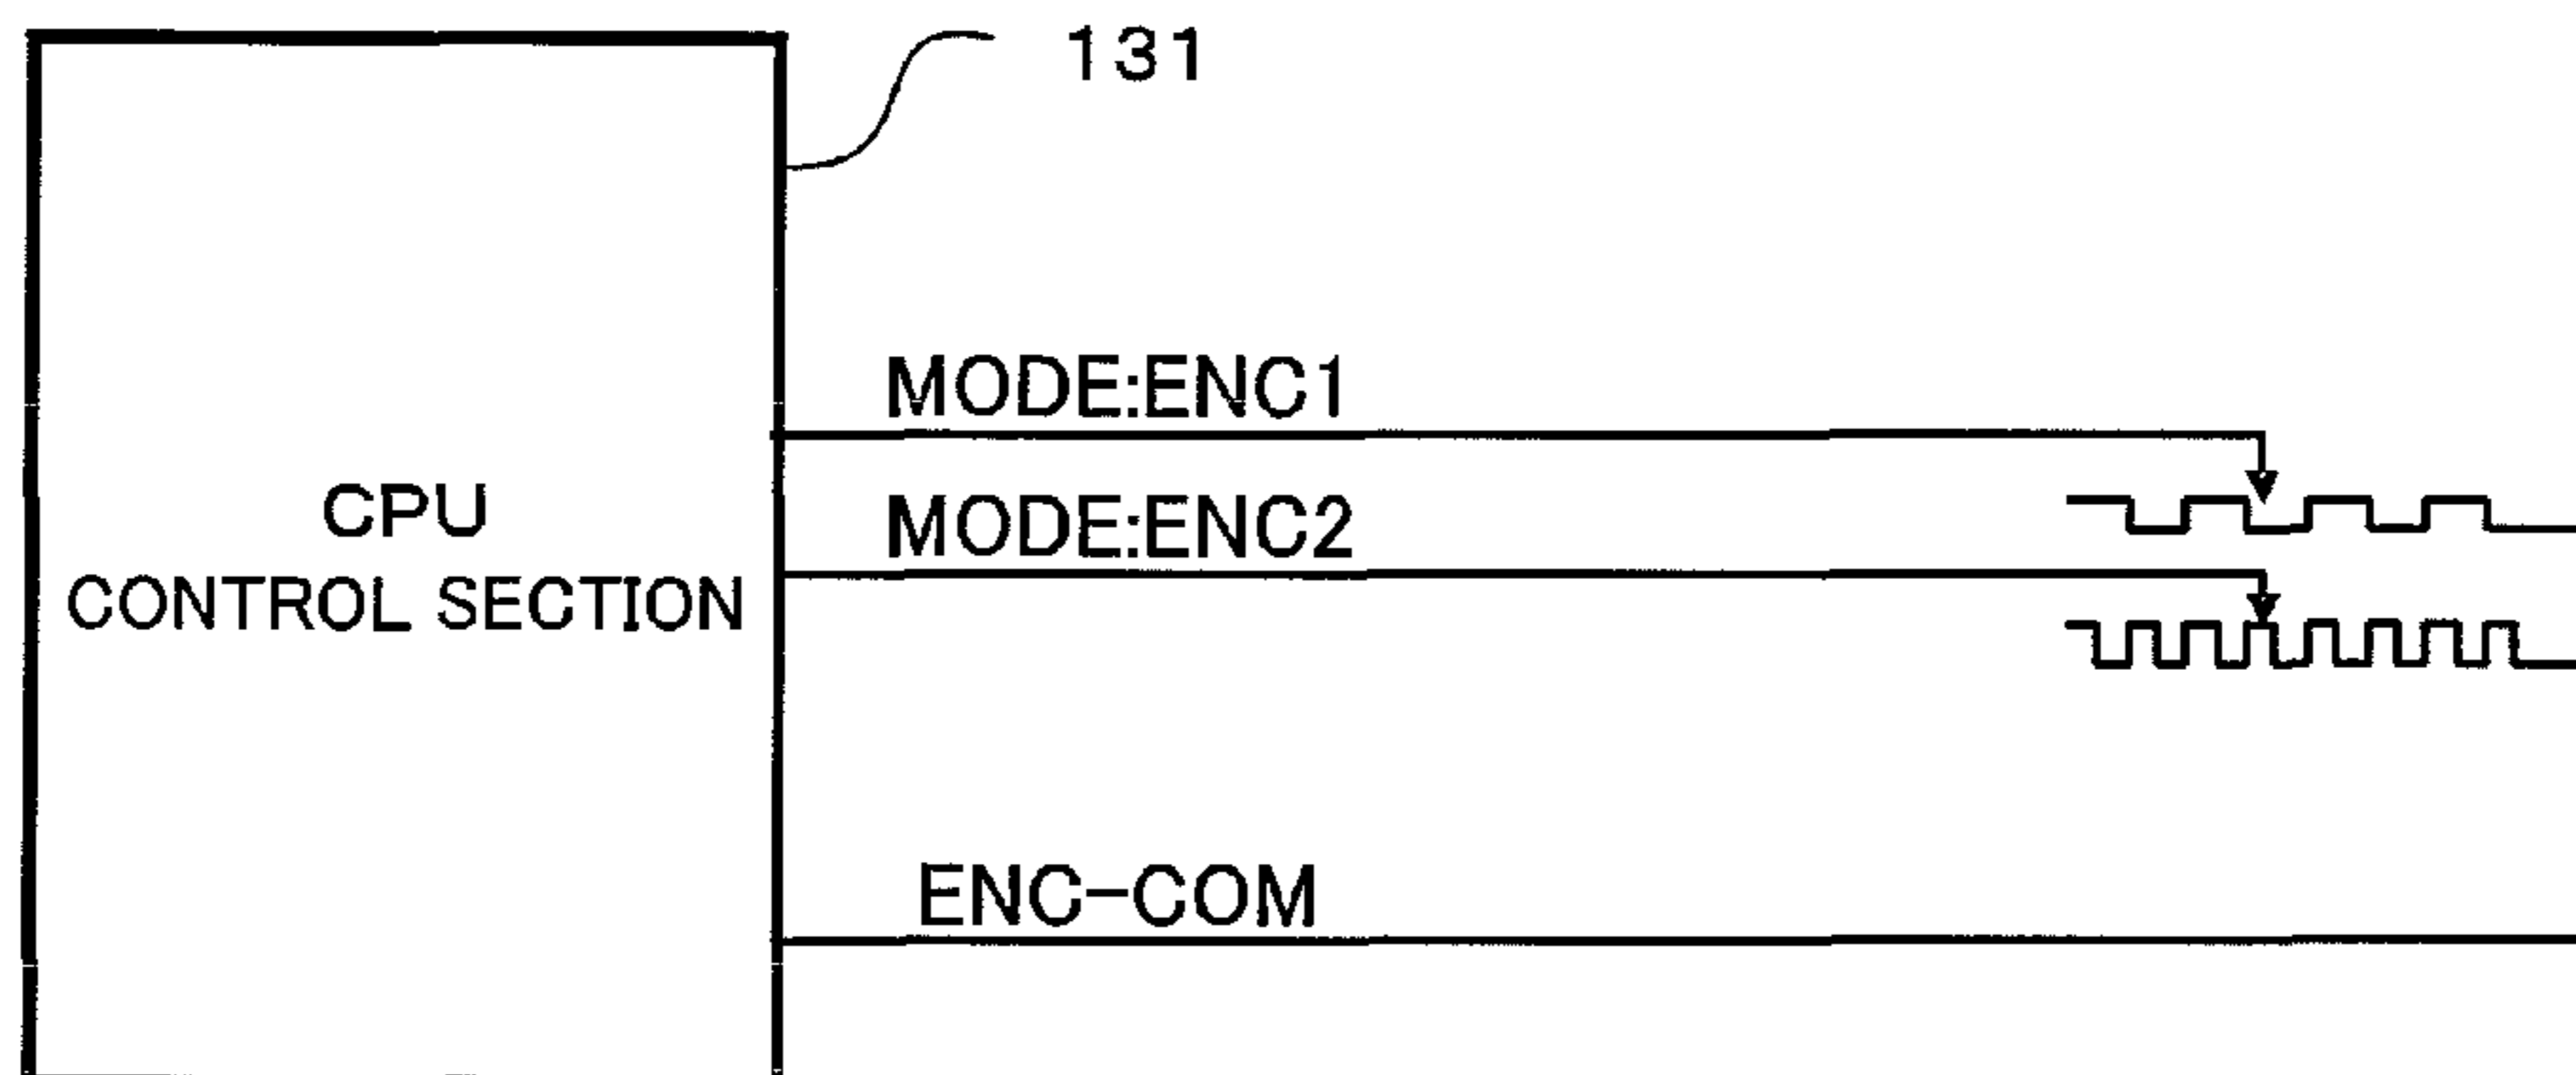 131
MODE:ENC1
CPU
MODE:ENC2
CONTROL SECTION
ENC-COM